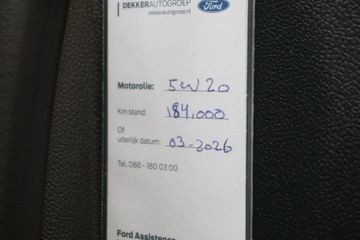 DEKKERAUTOGROEP
dekkerautogroep.nl
Ford
Motorolie: 5W20
Km stand: 184,000
Of
uiterlijk datum: 03-2026
Tel. 088-180 03 00
Ford Assistance